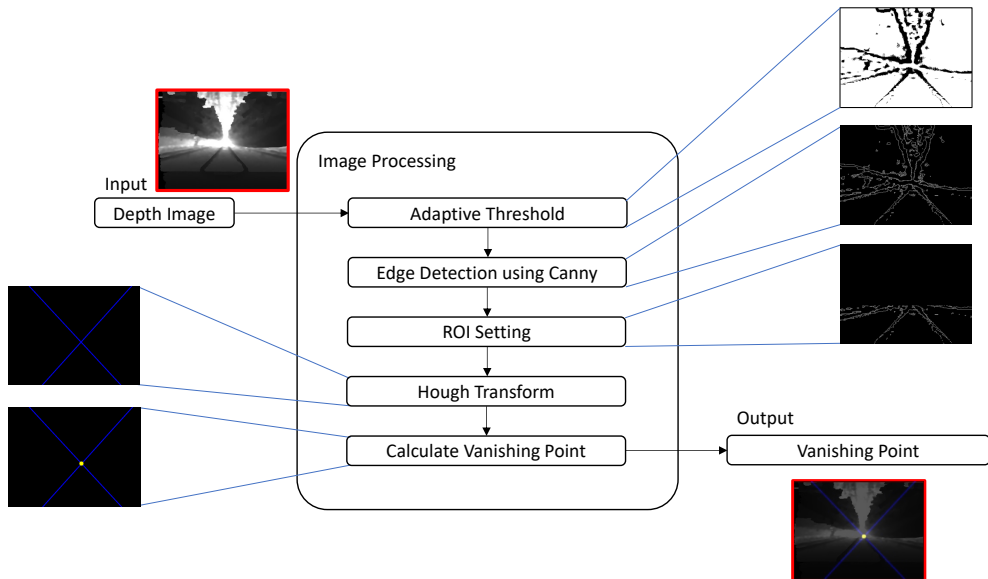 Input
Depth Image
Image Processing
Adaptive Threshold
Edge Detection using Canny
ROI Setting
Hough Transform
Calculate Vanishing Point
Output
Vanishing Point